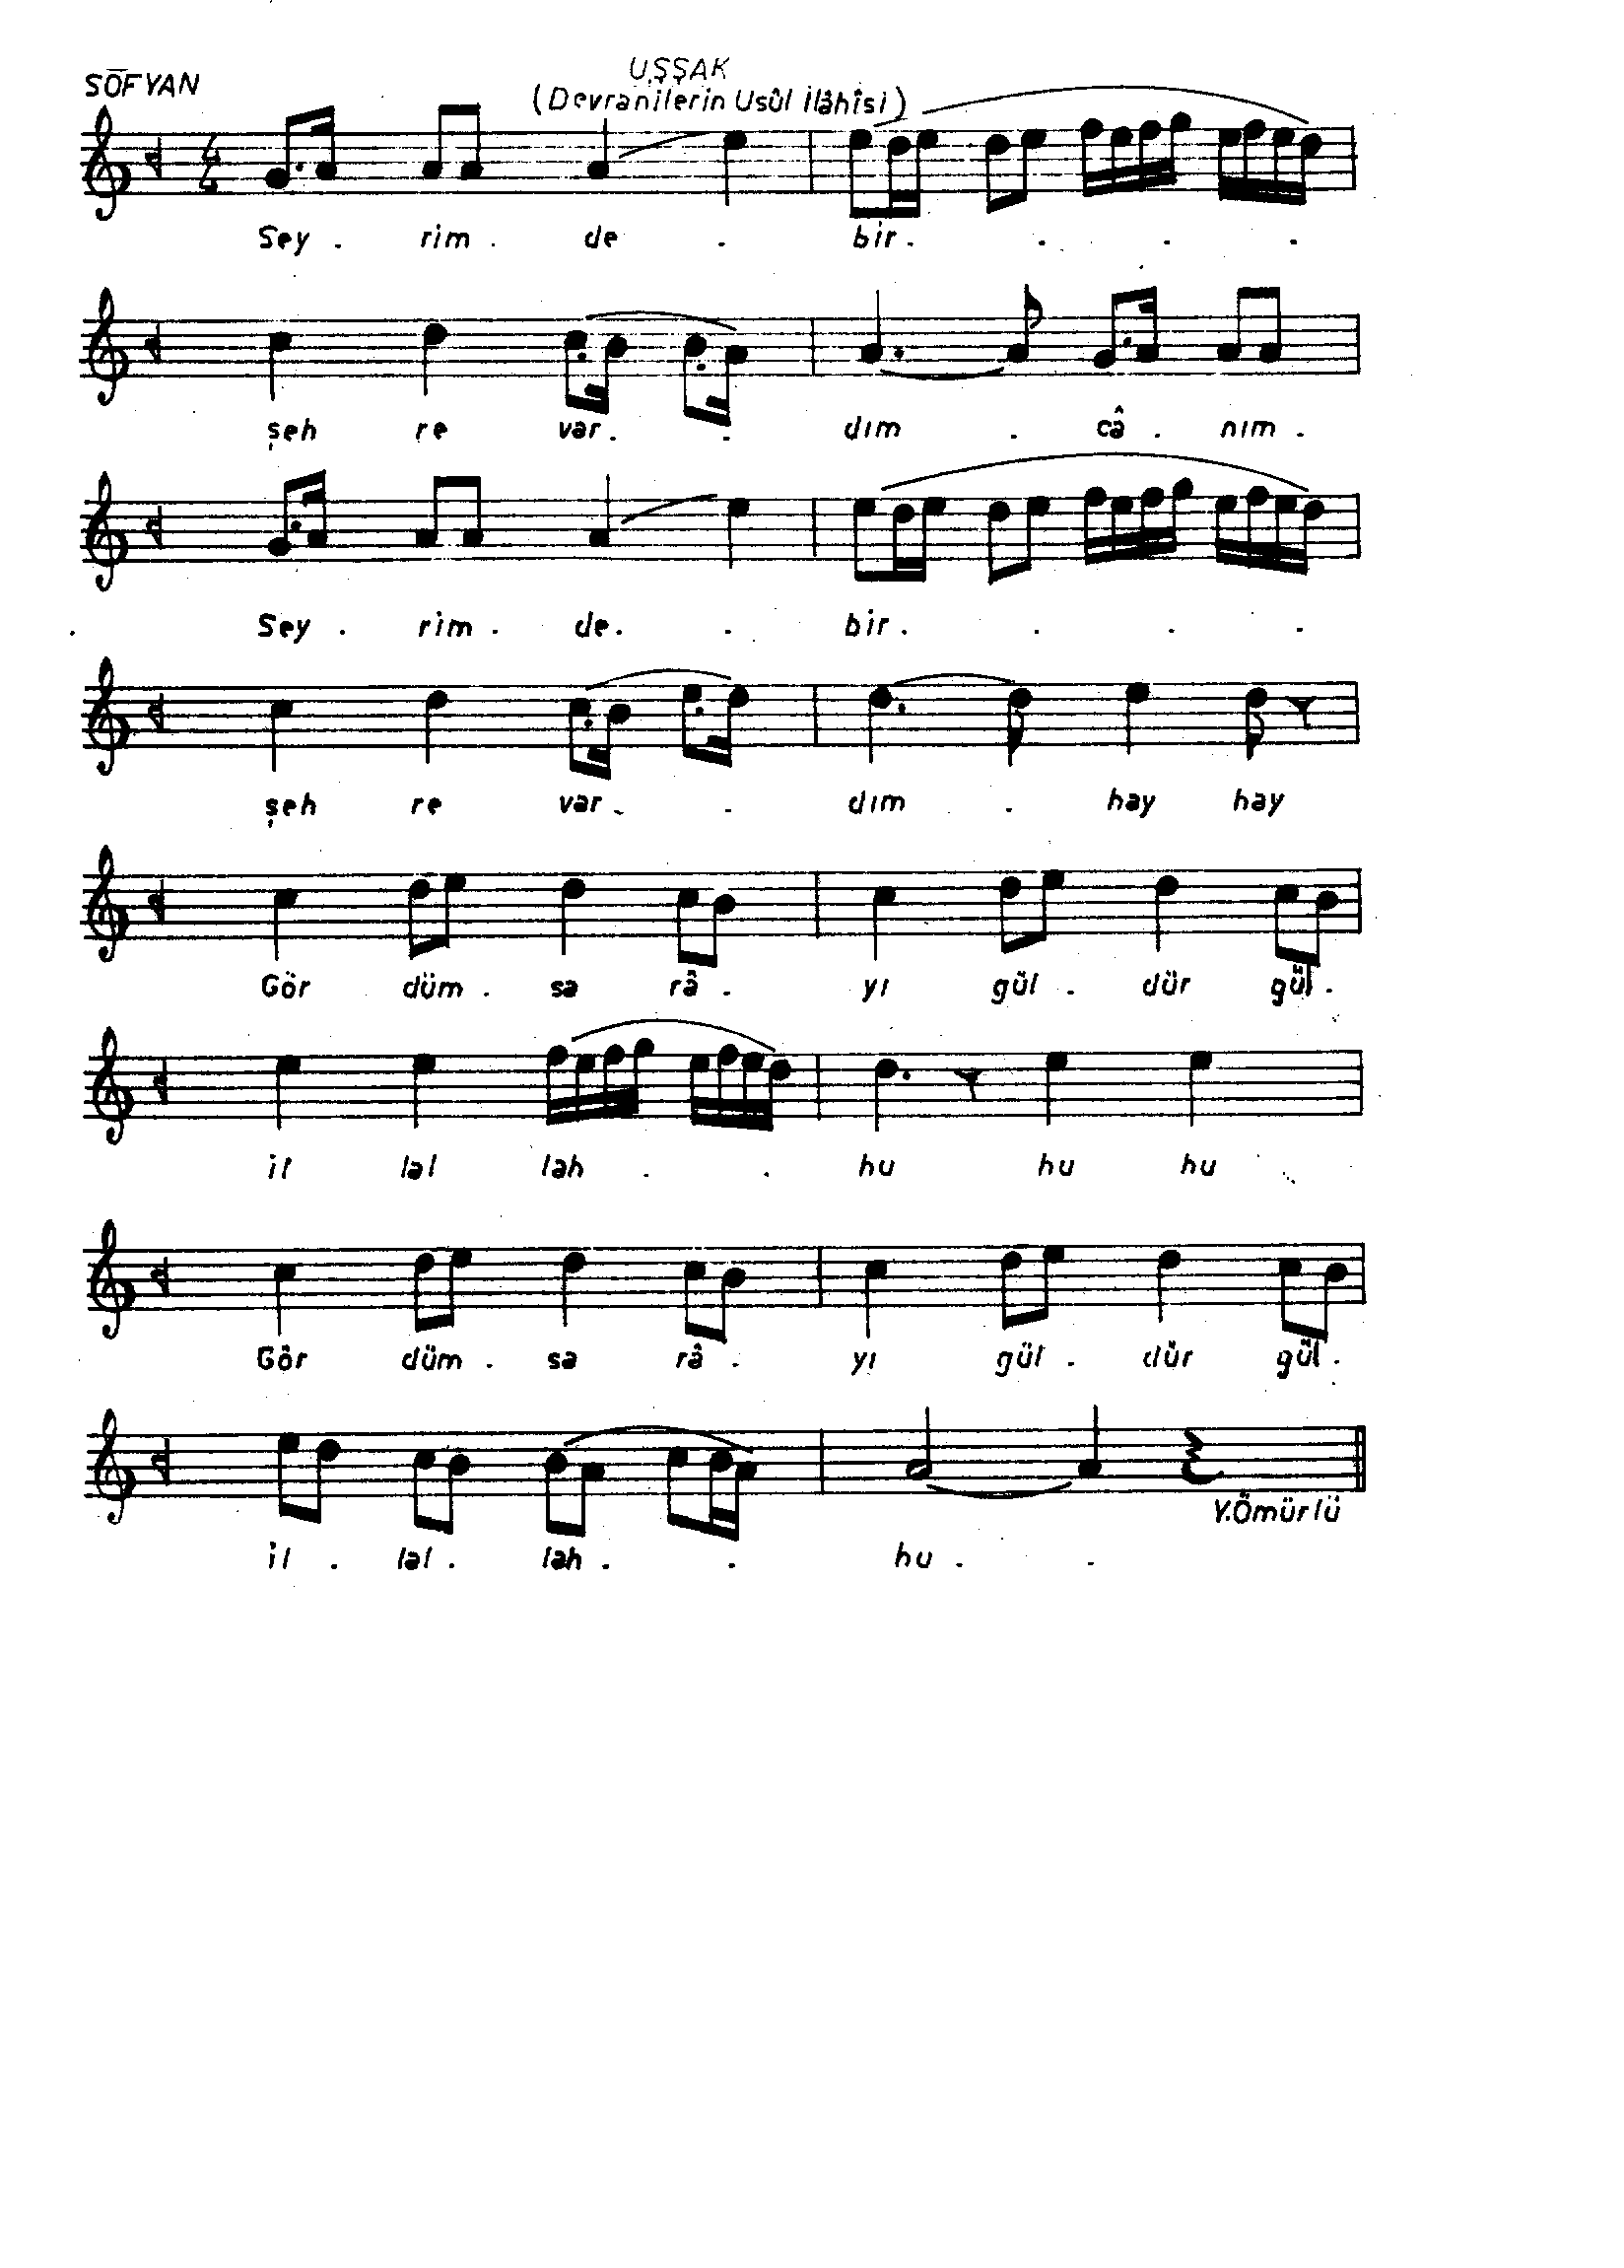 UŞŞAK
SOFYAN
(Devranilerin Usûl İlâhîsi)
4
4
Sey . rim . de . bir . . . .
şeh re var . . dım . câ . nım .
Sey . rim . de . . bir . . . .
şeh re var . . dım . hay hay
Gör düm . sa râ . yı gül . dür gül .
il lal lah . . hu hu hu
Gör düm . sa râ . yı gül . dür gül .
Y.Ömürlü
il . lal . lah . . hu . .